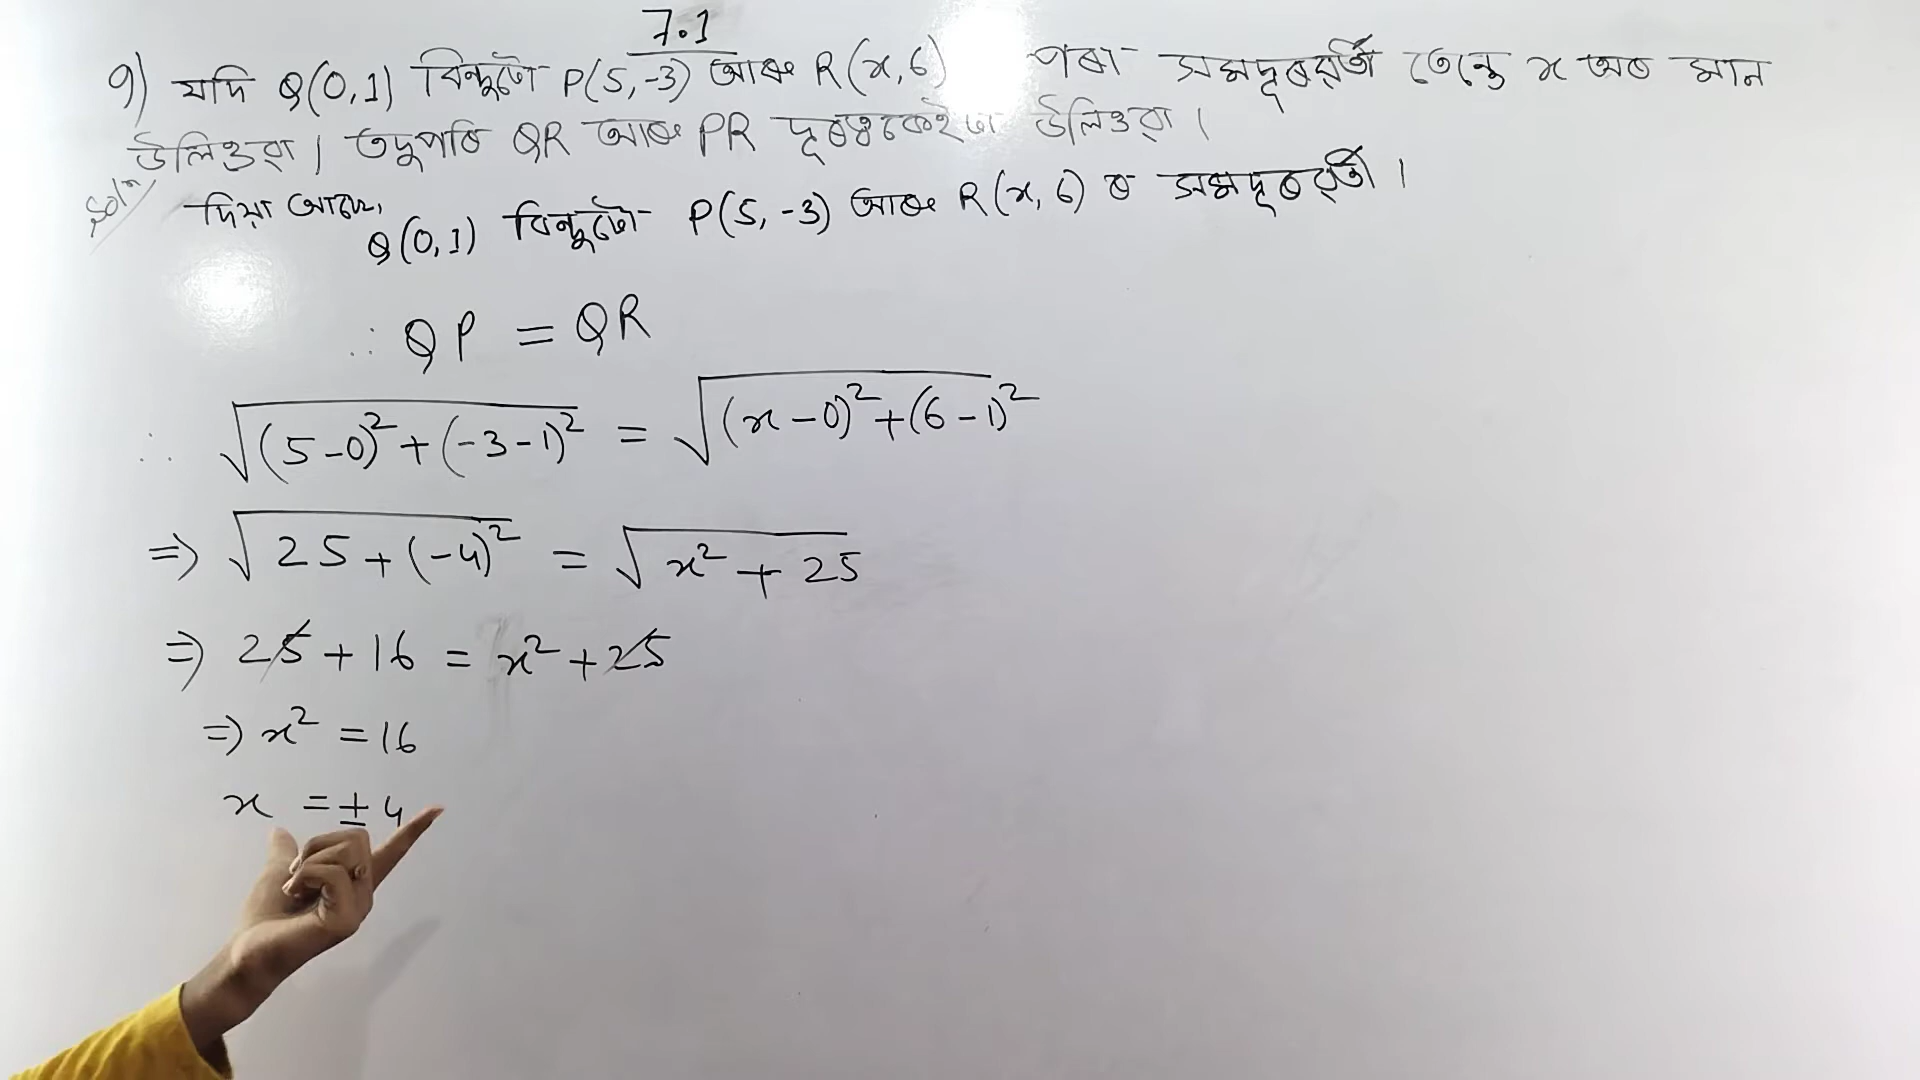 7.1
9) যদি Q(0,1) বিন্দুটো P(5,-3) আৰু R(x,6) পৰা সমদূৰৱৰ্তী তেন্তে x অৰ মান
উলিওৱা। তদুপৰি QR আৰু PR দূৰত্বকেইটা উলিওৱা।
Solⁿ দিয়া আছে,
Q(0,1) বিন্দুটো P(5,-3) আৰু R(x,6) ৰ সমদূৰৱৰ্তী।
∴ QP = QR
∴ √((5-0)²+(-3-1)²) = √((x-0)²+(6-1)²)
⇒ √(25+(-4)²) = √(x²+25)
⇒ 25+16 = x²+25
⇒ x² = 16
x = ±4